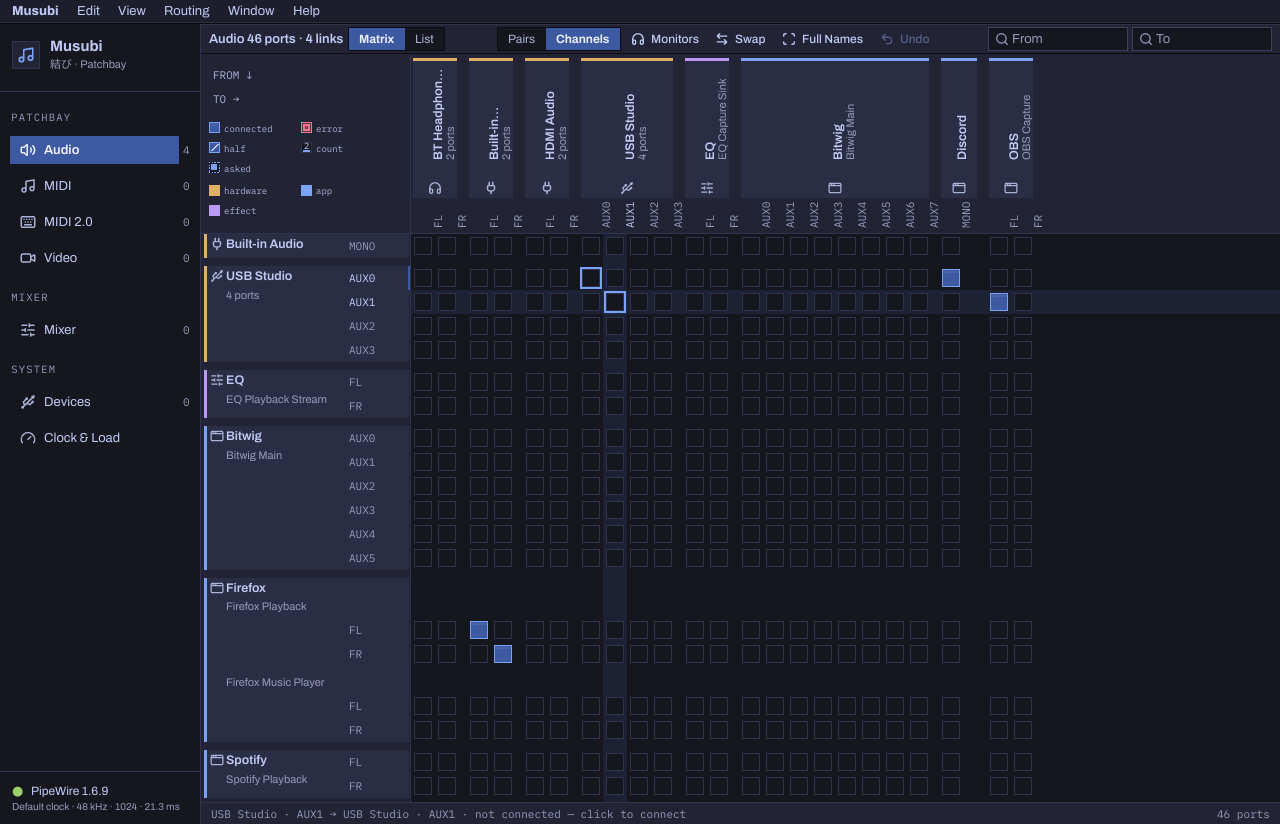 Musubi Edit View Routing Window Help
Musubi
結び · Patchbay
PATCHBAY
Audio 4
MIDI 0
MIDI 2.0 0
Video 0
MIXER
Mixer 0
SYSTEM
Devices 0
Clock & Load
PipeWire 1.6.9
Default clock · 48 kHz · 1024 · 21.3 ms
Audio 46 ports · 4 links Matrix List Pairs Channels Monitors Swap Full Names Undo From To
FROM ↓
TO →
connected error
half 2 count
asked
hardware app
effect
BT Headphon...
2 ports
Built-in...
2 ports
HDMI Audio
2 ports
USB Studio
4 ports
EQ
EQ Capture Sink
Bitwig
Bitwig Main
Discord
OBS
OBS Capture
FL FR FL FR FL FR AUX0 AUX1 AUX2 AUX3 FL FR AUX0 AUX1 AUX2 AUX3 AUX4 AUX5 AUX6 AUX7 MONO FL FR
Built-in Audio MONO
USB Studio AUX0
4 ports AUX1
AUX2
AUX3
EQ FL
EQ Playback Stream FR
Bitwig AUX0
Bitwig Main AUX1
AUX2
AUX3
AUX4
AUX5
Firefox
Firefox Playback
FL
FR
Firefox Music Player
FL
FR
Spotify FL
Spotify Playback FR
USB Studio · AUX1 → USB Studio · AUX1 · not connected — click to connect 46 ports